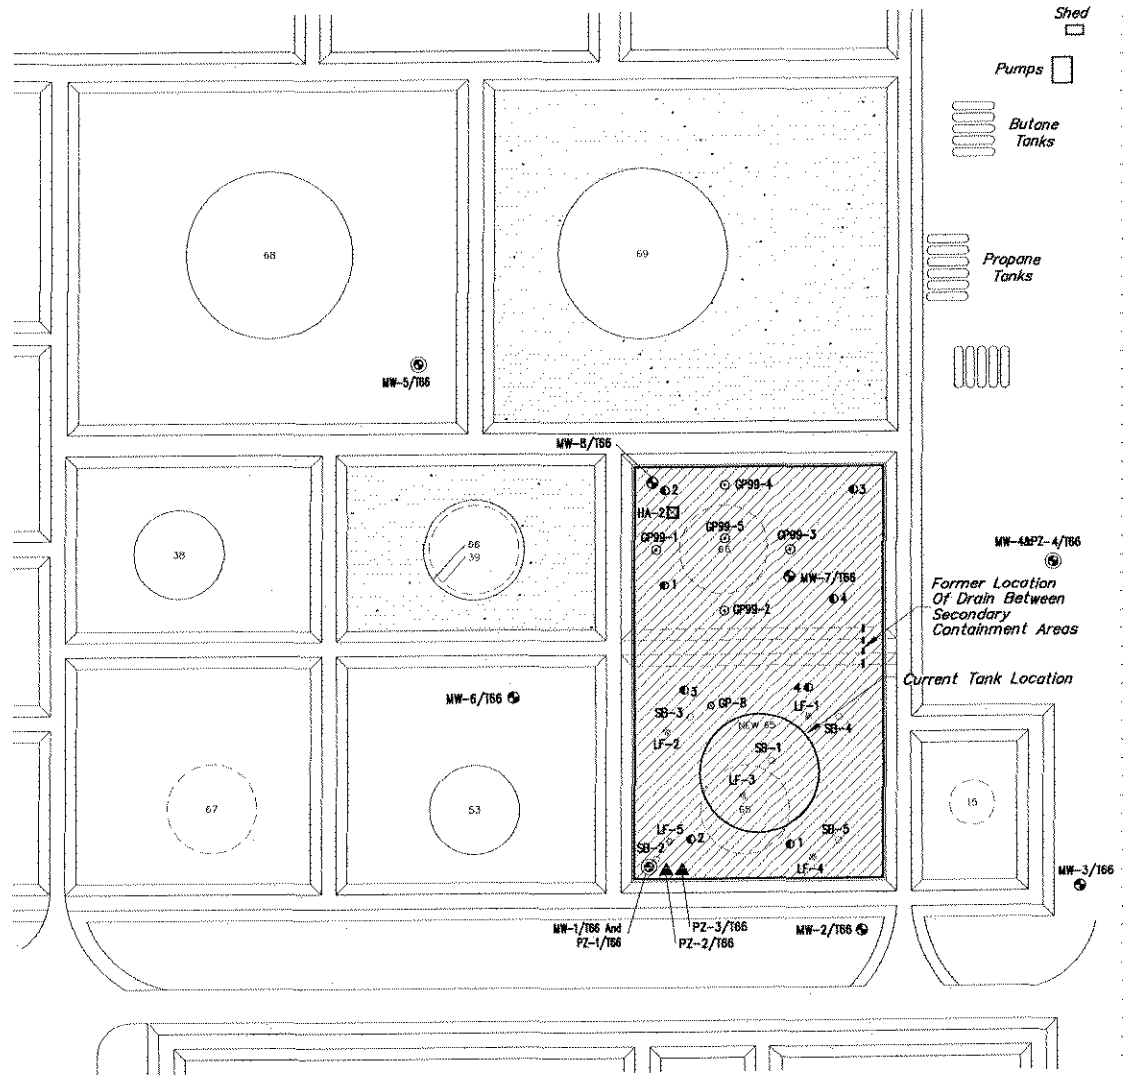 Shed
Pumps
Butane
Tanks
68
69
Propane
Tanks
MW-5/T66
MW-8/T66
2
GP99-4
3
HA-2
GP99-5
GP99-1
GP99-3
66
38
66
39
MW-4&PZ-4/T66
MW-7/T66
1
4
Former Location
Of Drain Between
Secondary
Containment Areas
GP99-2
Current Tank Location
MW-6/T66
3
4
GP-8
LF-1
SB-3
NEW 65
SB-4
LF-2
SB-1
LF-3
67
53
65
15
LF-5
2
SB-5
SB-2
1
LF-4
MW-3/T66
MW-1/T66 And
PZ-1/T66
PZ-3/T66
PZ-2/T66
MW-2/T66